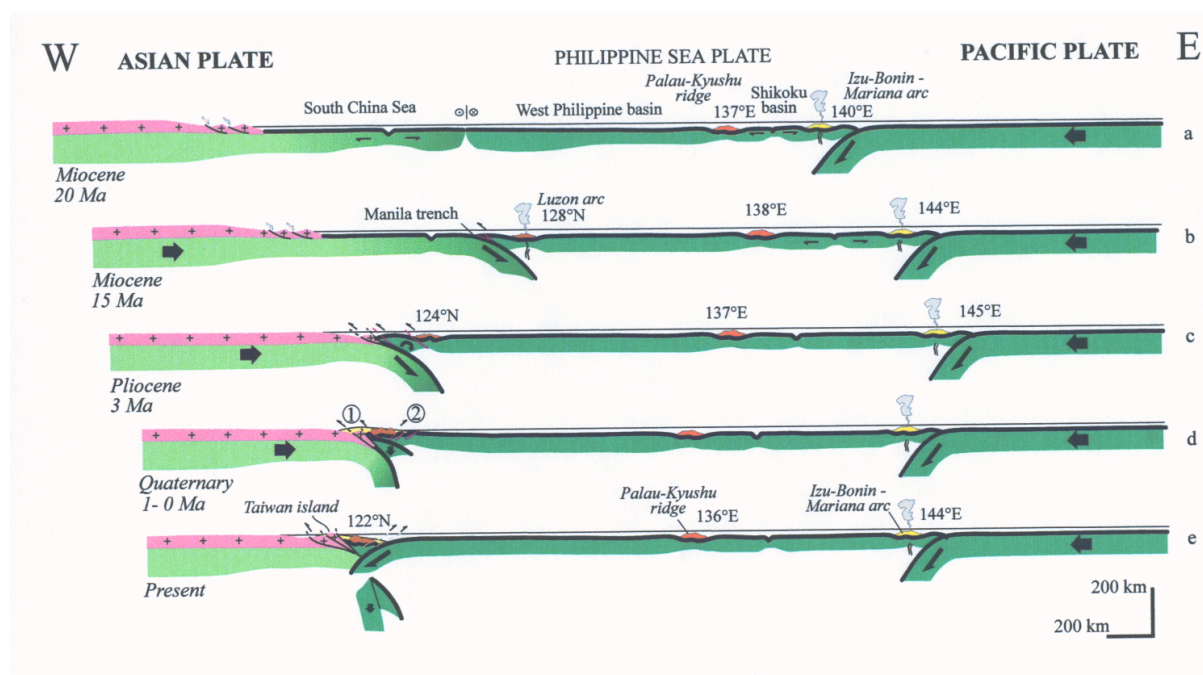 W ASIAN PLATE PHILIPPINE SEA PLATE PACIFIC PLATE E
Palau-Kyushu
ridge
Shikoku
basin
Izu-Bonin -
Mariana arc
South China Sea West Philippine basin 137°E 140°E
a
Miocene
20 Ma
Manila trench Luzon arc
128°N 138°E 144°E
b
Miocene
15 Ma
124°N 137°E 145°E
c
Pliocene
3 Ma
① ②
d
Quaternary
1- 0 Ma
Taiwan island
122°N
Palau-Kyushu
ridge
136°E
Izu-Bonin -
Mariana arc
144°E
e
Present
200 km
200 km